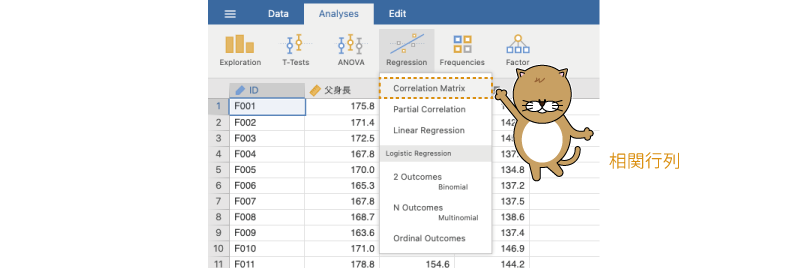 Data Analyses Edit
Exploration T-Tests ANOVA Regression Frequencies Factor
ID 父身長
Correlation Matrix
Partial Correlation
Linear Regression
Logistic Regression
2 Outcomes
Binomial
N Outcomes
Multinomial
Ordinal Outcomes
1 F001 175.8
2 F002 171.4 142.
3 F003 172.5
4 F004 167.8 137.
5 F005 170.0 134.8
6 F006 165.3 137.2
7 F007 167.8 137.5
8 F008 168.7 138.6
9 F009 163.6 137.4
10 F010 171.0 146.9
11 F011 178.8 154.6 144.2
相関行列